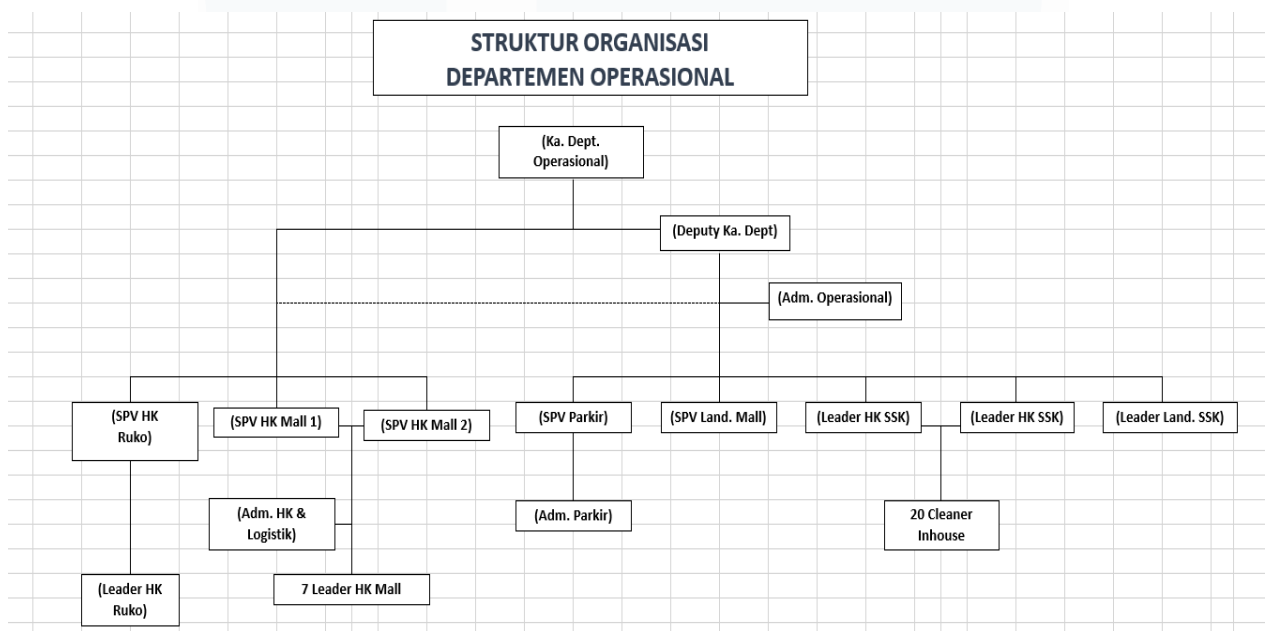 STRUKTUR ORGANISASI
DEPARTEMEN OPERASIONAL
(Ka. Dept.
Operasional)
(Deputy Ka. Dept)
(Adm. Operasional)
(SPV HK
Ruko)
(SPV HK Mall 1)
(SPV HK Mall 2)
(SPV Parkir)
(SPV Land. Mall)
(Leader HK SSK)
(Leader HK SSK)
(Leader Land. SSK)
(Adm. HK &
Logistik)
(Adm. Parkir)
20 Cleaner
Inhouse
(Leader HK
Ruko)
7 Leader HK Mall